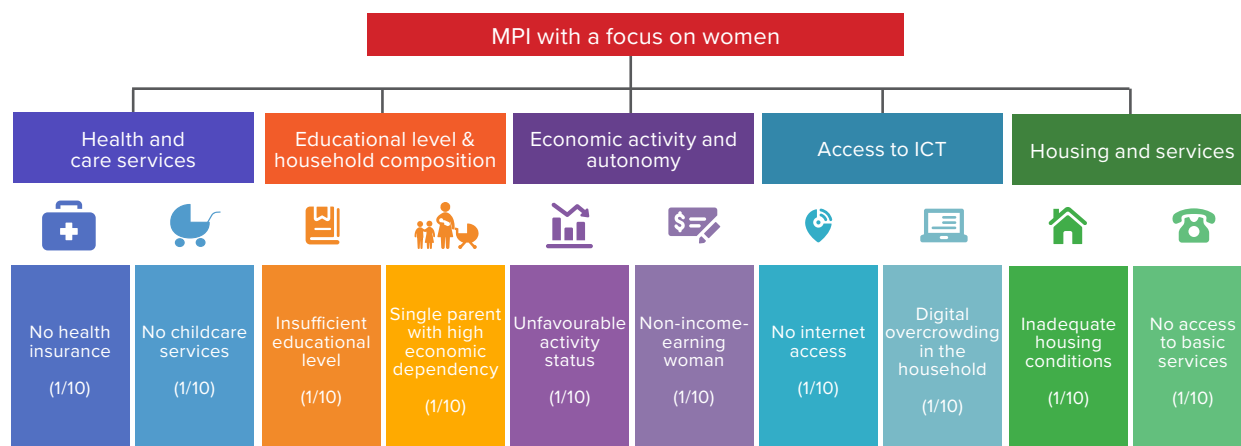 MPI with a focus on women
Health and
care services
Educational level &
household composition
Economic activity and
autonomy
Access to ICT
Housing and services
$
No health
insurance
(1/10)
No childcare
services
(1/10)
Insufficient
educational
level
(1/10)
Single parent
with high
economic
dependency
(1/10)
Unfavourable
activity
status
(1/10)
Non-income-
earning
woman
(1/10)
No internet
access
(1/10)
Digital
overcrowding
in the
household
(1/10)
Inadequate
housing
conditions
(1/10)
No access
to basic
services
(1/10)